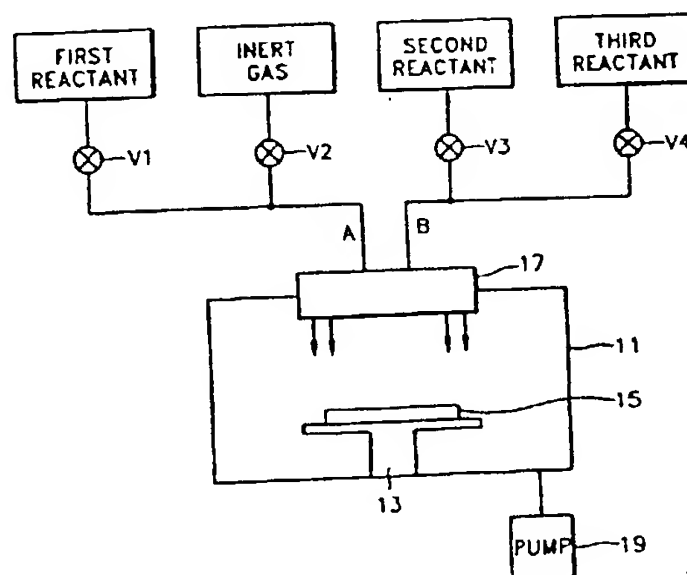 FIRST
REACTANT
INERT
GAS
SECOND
REACTANT
THIRD
REACTANT
V1
V2
V3
V4
A
B
17
11
15
13
PUMP
19